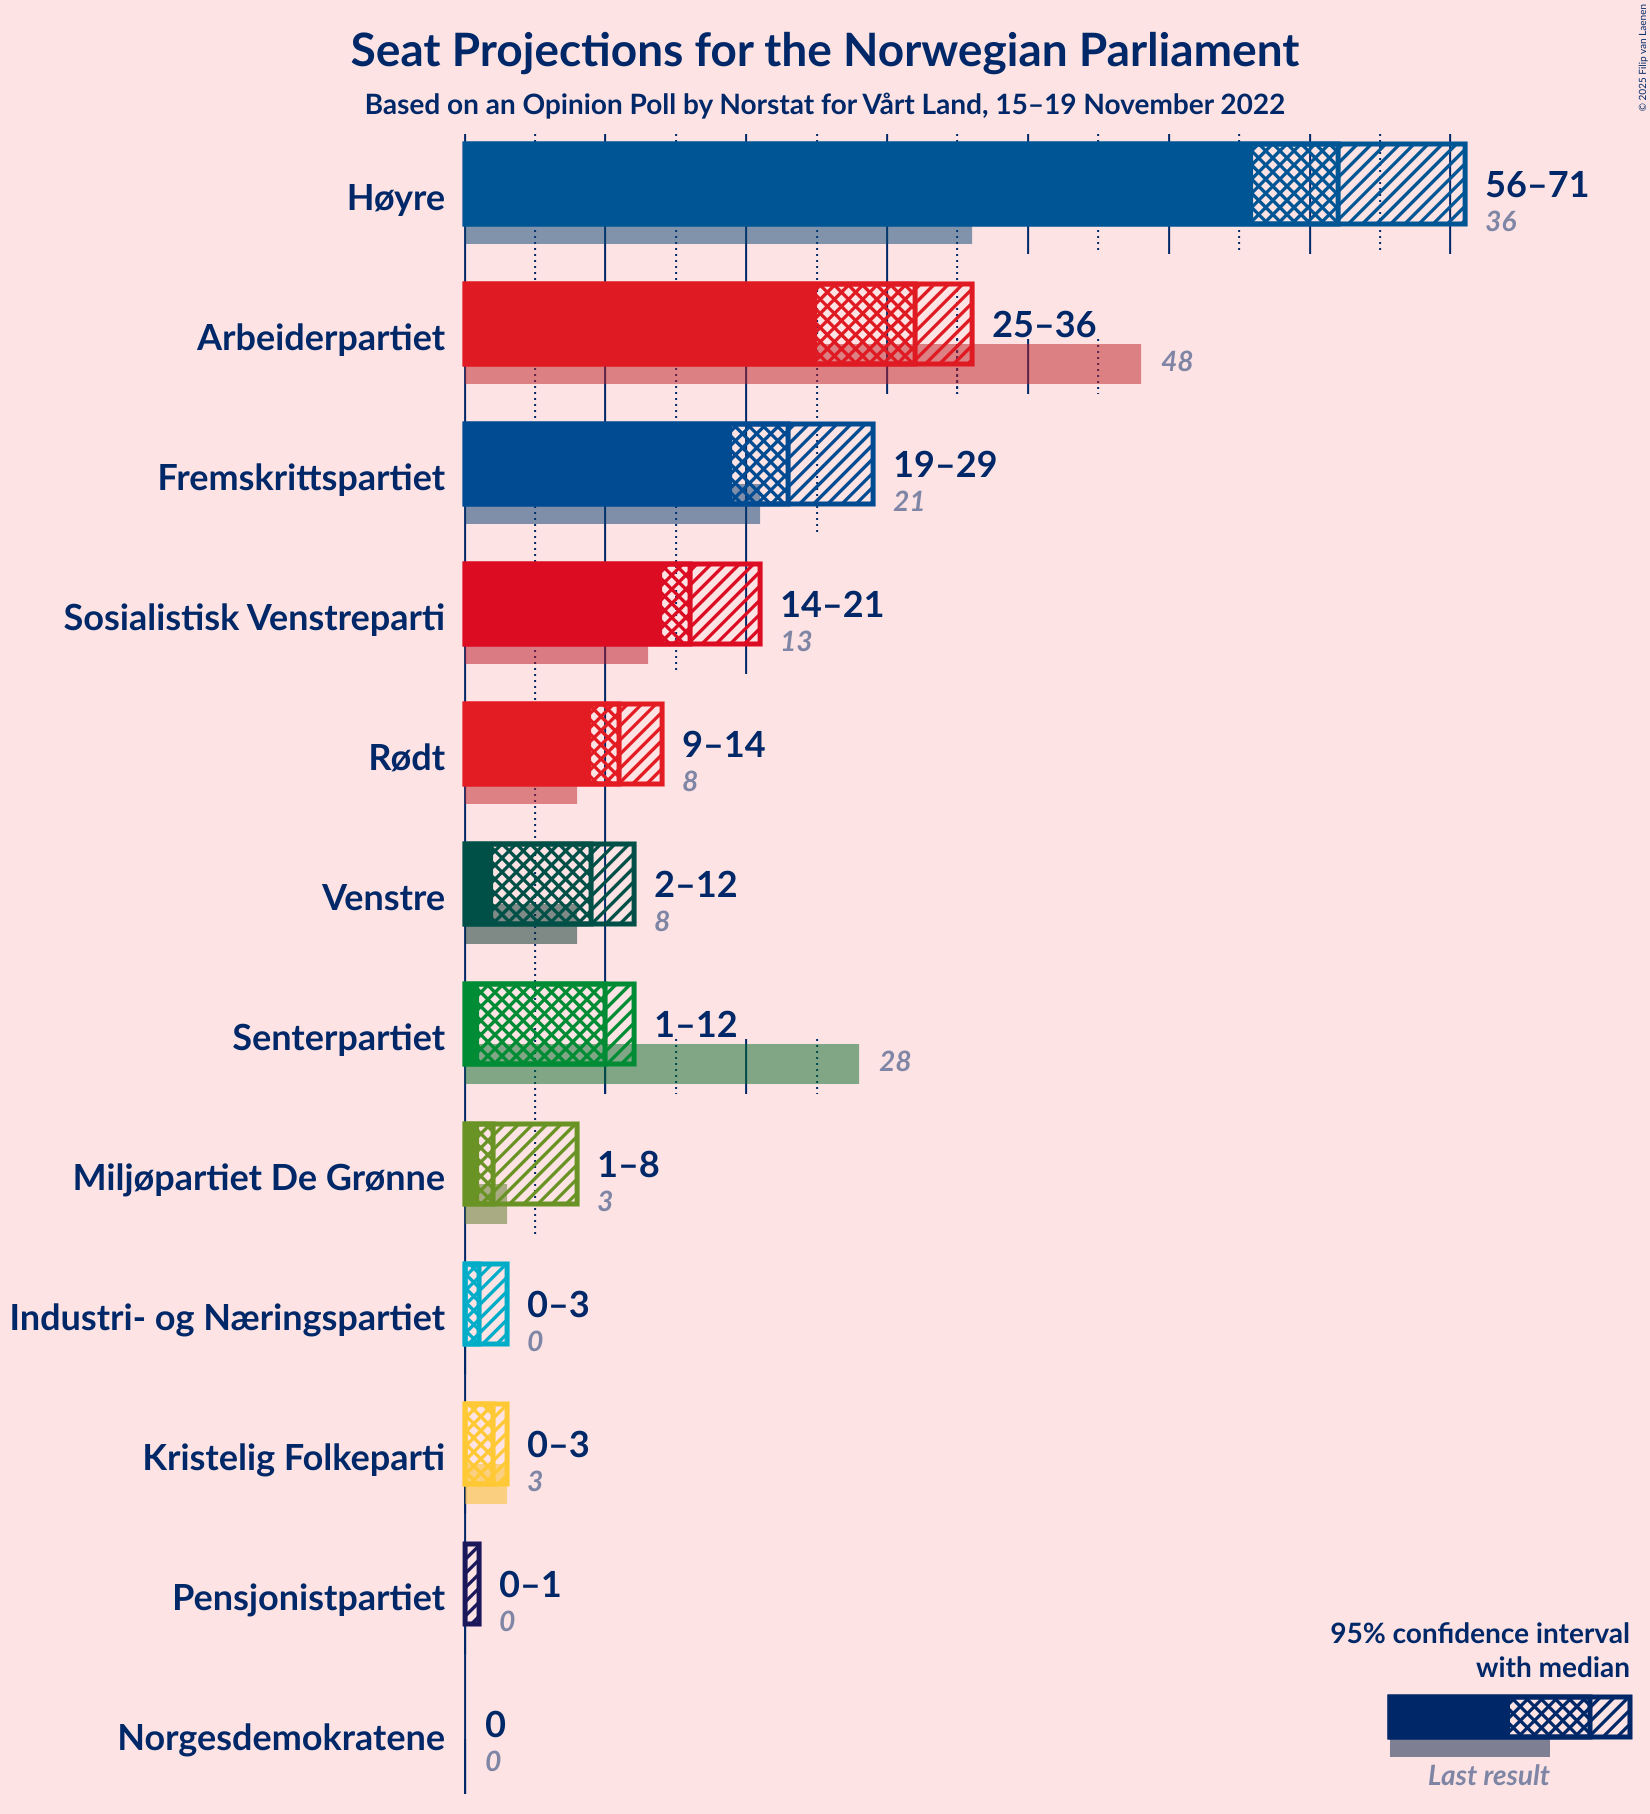 Seat Projections for the Norwegian Parliament
Based on an Opinion Poll by Norstat for Vårt Land, 15–19 November 2022
© 2025 Filip van Laenen
Høyre
56–71
36
Arbeiderpartiet
25–36
48
Fremskrittspartiet
19–29
21
Sosialistisk Venstreparti
14–21
13
Rødt
9–14
8
Venstre
2–12
8
Senterpartiet
1–12
28
Miljøpartiet De Grønne
1–8
3
Industri- og Næringspartiet
0–3
0
Kristelig Folkeparti
0–3
3
Pensjonistpartiet
0–1
0
Norgesdemokratene
0
0
95% confidence interval
with median
Last result